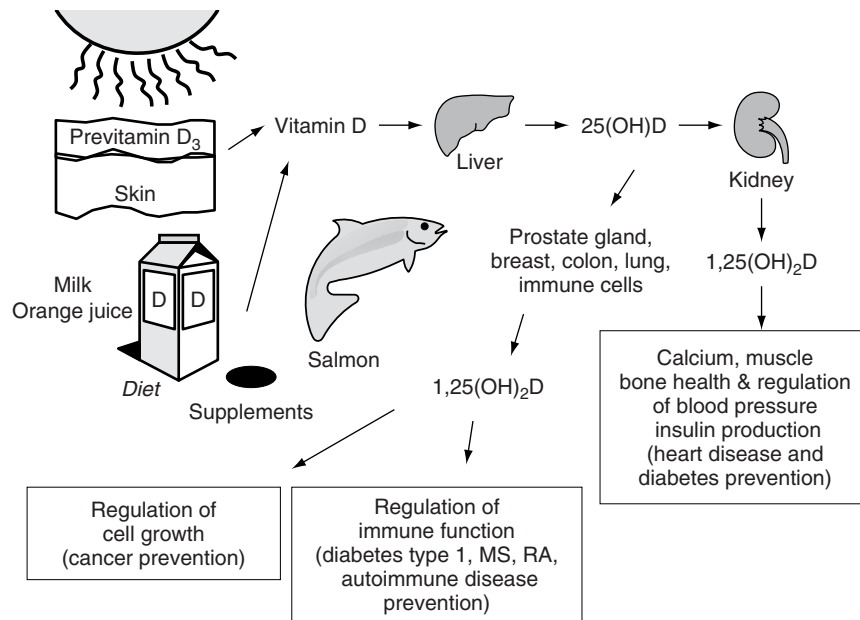 Previtamin D₃
Skin
Vitamin D
Liver
25(OH)D
Kidney
Milk
Orange juice
D D
Diet
Supplements
Salmon
Prostate gland,
breast, colon, lung,
immune cells
1,25(OH)₂D
1,25(OH)₂D
Calcium, muscle
bone health & regulation
of blood pressure
insulin production
(heart disease and
diabetes prevention)
Regulation of
cell growth
(cancer prevention)
Regulation of
immune function
(diabetes type 1, MS, RA,
autoimmune disease
prevention)